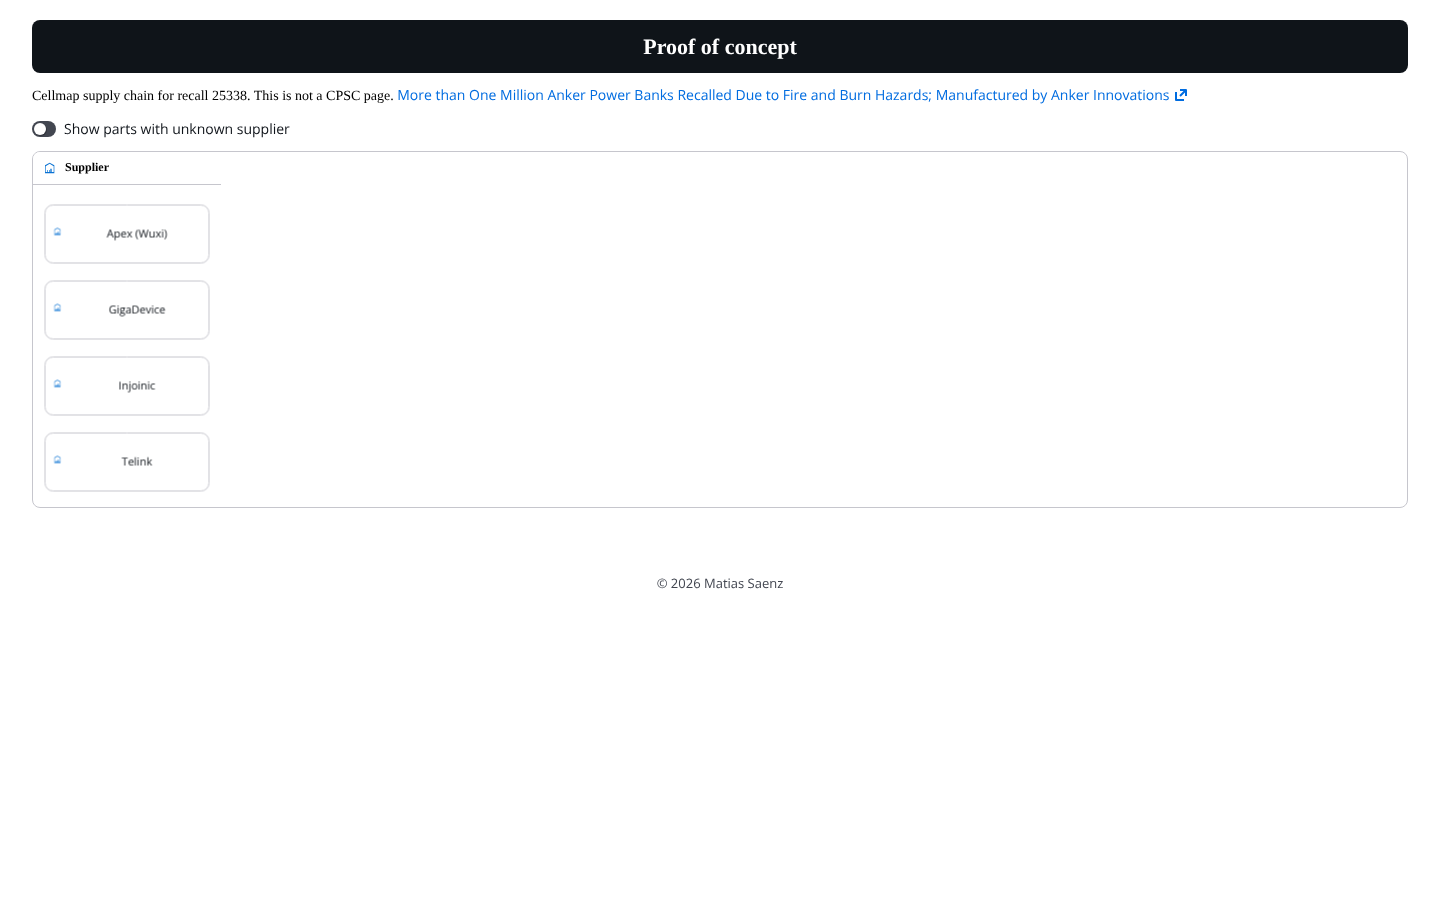 Proof of concept
Cellmap supply chain for recall 25338. This is not a CPSC page. More than One Million Anker Power Banks Recalled Due to Fire and Burn Hazards; Manufactured by Anker Innovations
Show parts with unknown supplier
Supplier
Apex (Wuxi)
GigaDevice
Injoinic
Telink
© 2026 Matias Saenz